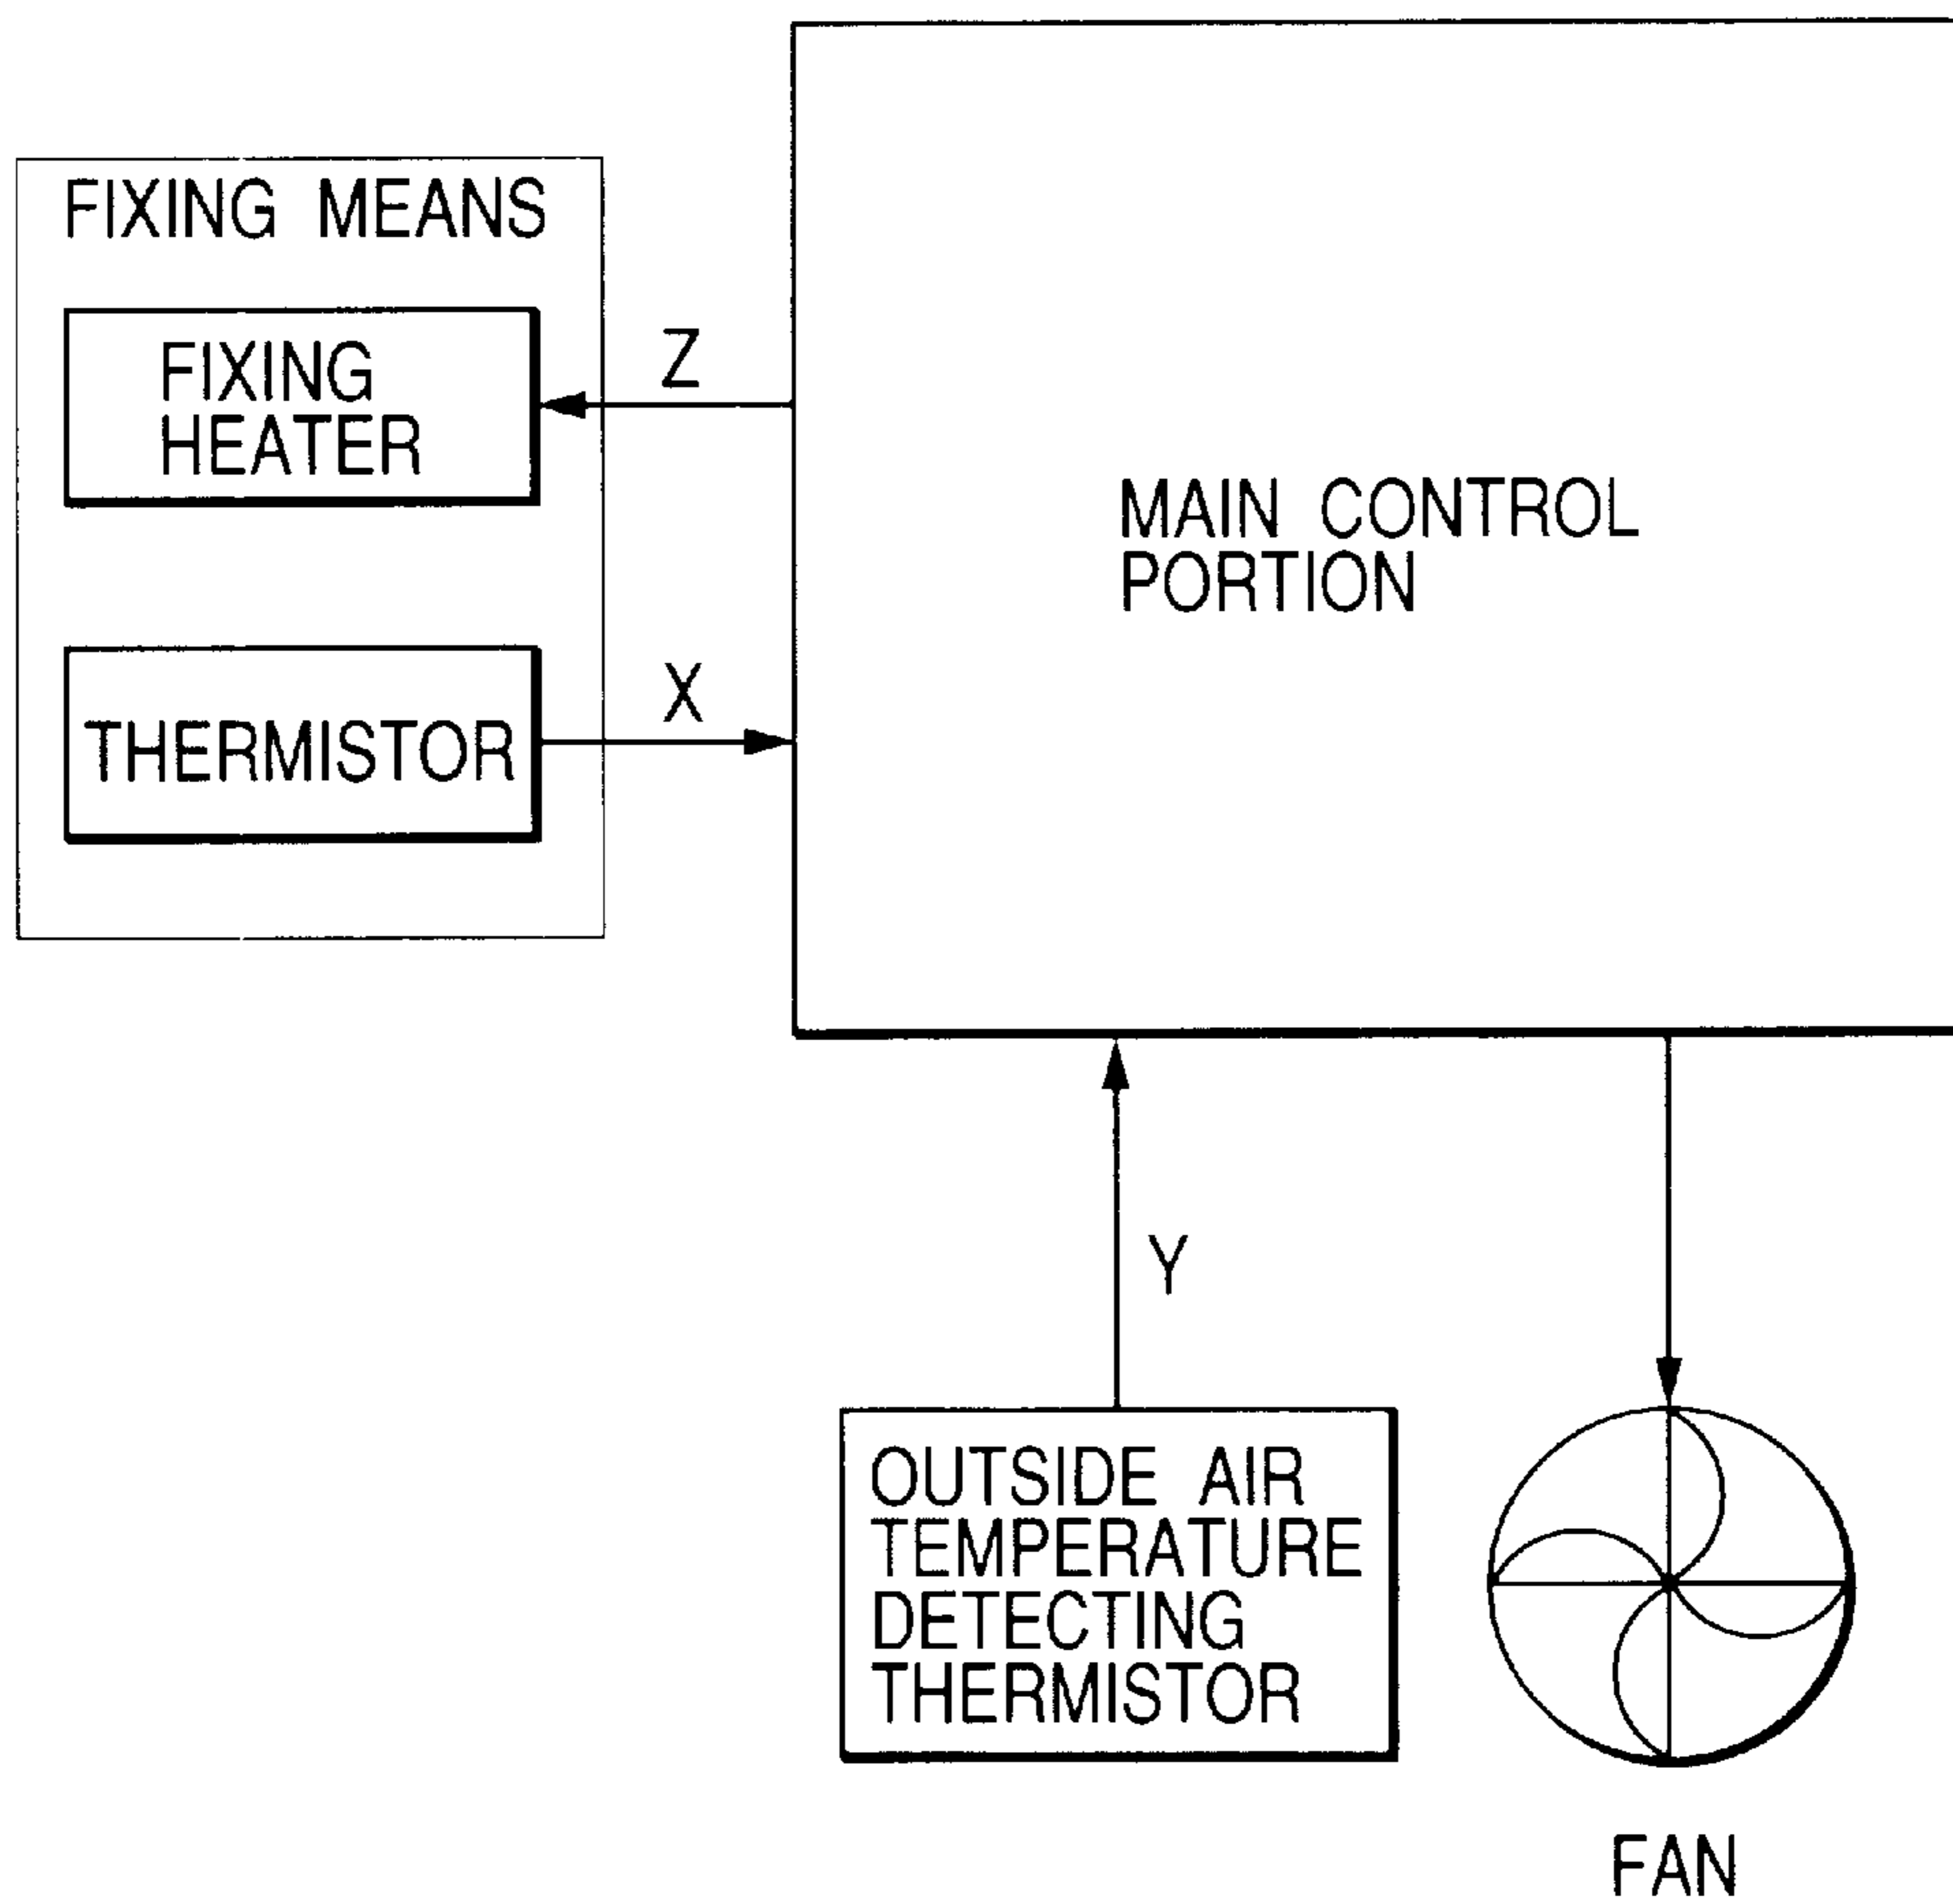 FIXING MEANS
FIXING
HEATER
Z
MAIN CONTROL
PORTION
THERMISTOR
X
Y
OUTSIDE AIR
TEMPERATURE
DETECTING
THERMISTOR
FAN